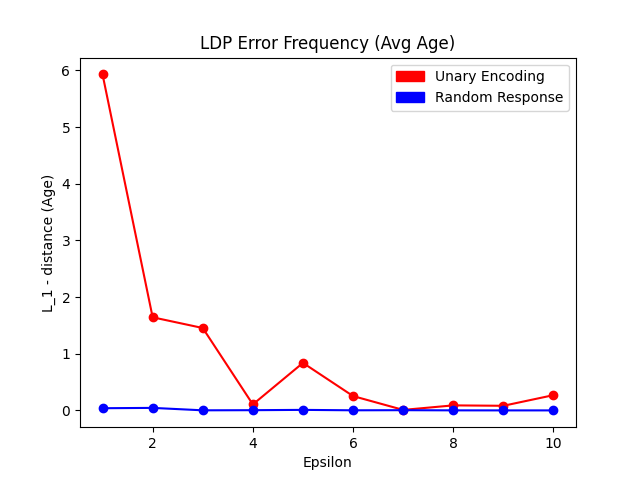 LDP Error Frequency (Avg Age)
Unary Encoding
Random Response
L_1 - distance (Age)
6
5
4
3
2
1
0
2 4 6 8 10
Epsilon